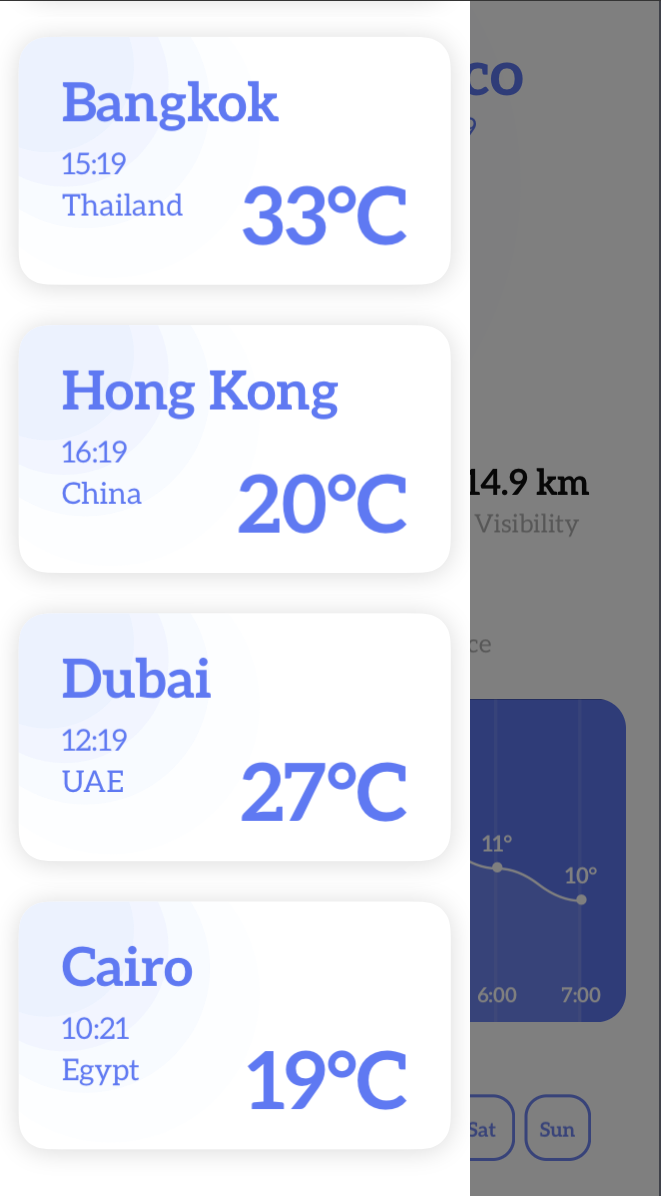 Bangkok
15:19
Thailand
33°C
Hong Kong
16:19
China
20°C
Dubai
12:19
UAE
27°C
Cairo
10:21
Egypt
19°C
co
9
14.9 km
Visibility
ce
11°
10°
6:00
7:00
Sat
Sun